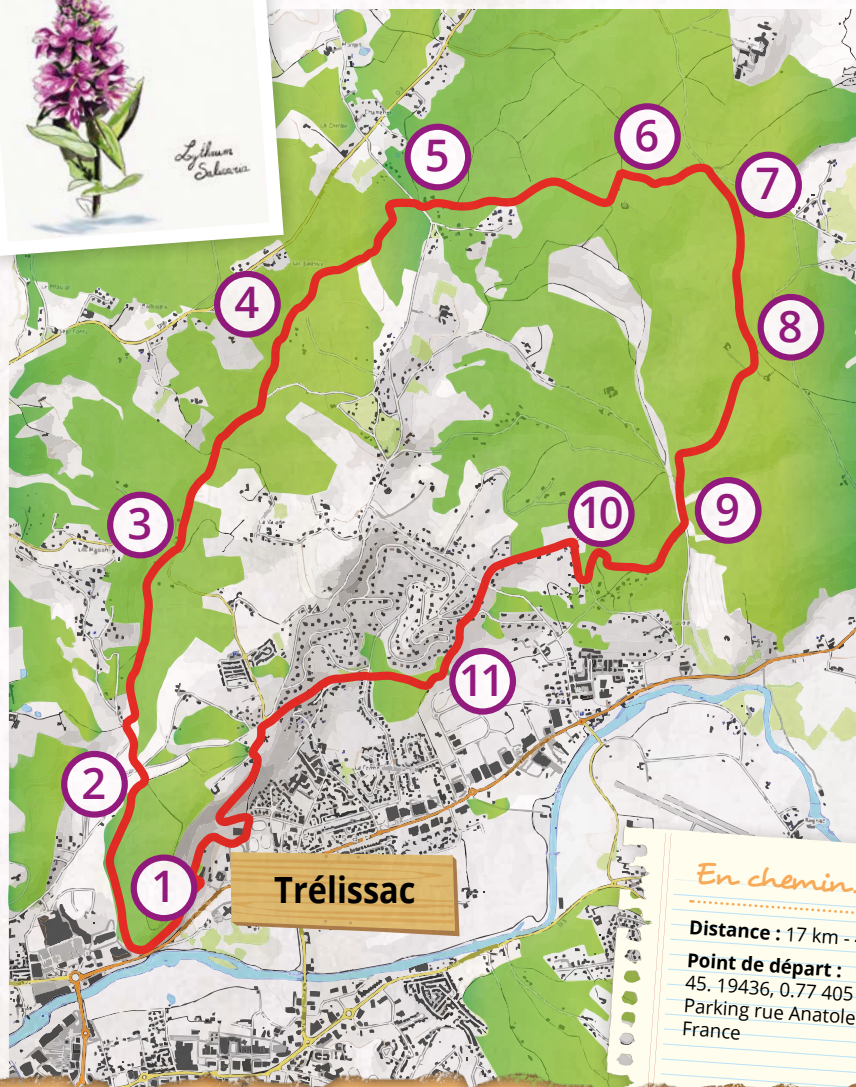 Lythrum
Salicaria
5
6
7
4
8
3
9
10
11
2
1
Trélissac
En chemin.
Distance : 17 km -
Point de départ :
45. 19436, 0.77 405
Parking rue Anatole
France